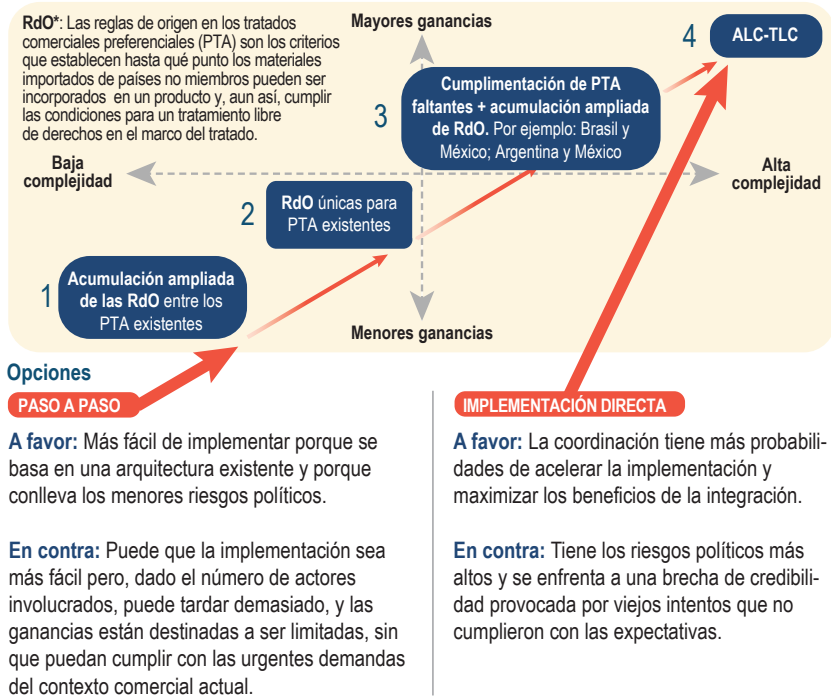 RdO*: Las reglas de origen en los tratados
comerciales preferenciales (PTA) son los criterios
que establecen hasta qué punto los materiales
importados de países no miembros pueden ser
incorporados en un producto y, aun así, cumplir
las condiciones para un tratamiento libre
de derechos en el marco del tratado.
Mayores ganancias
4
ALC-TLC
3
Cumplimentación de PTA
faltantes + acumulación ampliada
de RdO. Por ejemplo: Brasil y
México; Argentina y México
Baja
complejidad
Alta
complejidad
2
RdO únicas para
PTA existentes
1
Acumulación ampliada
de las RdO entre los
PTA existentes
Menores ganancias
Opciones
PASO A PASO
A favor: Más fácil de implementar porque se
basa en una arquitectura existente y porque
conlleva los menores riesgos políticos.
En contra: Puede que la implementación sea
más fácil pero, dado el número de actores
involucrados, puede tardar demasiado, y las
ganancias están destinadas a ser limitadas, sin
que puedan cumplir con las urgentes demandas
del contexto comercial actual.
IMPLEMENTACIÓN DIRECTA
A favor: La coordinación tiene más probabili-
dades de acelerar la implementación y
maximizar los beneficios de la integración.
En contra: Tiene los riesgos políticos más
altos y se enfrenta a una brecha de credibili-
dad provocada por viejos intentos que no
cumplieron con las expectativas.